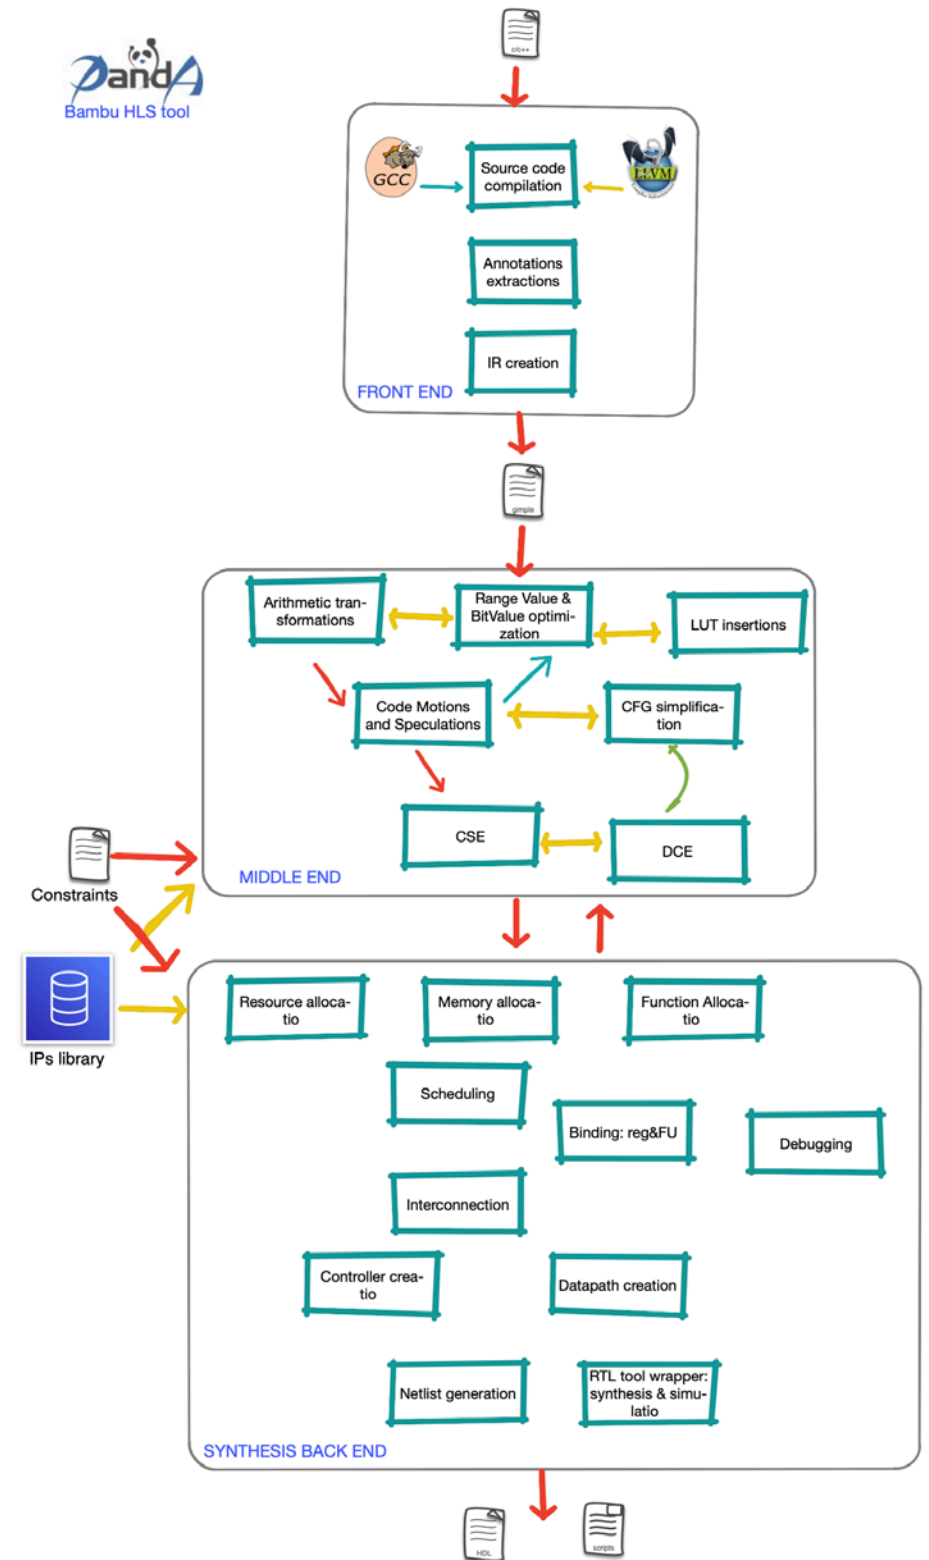 c/c++
PandA
Bambu HLS tool
GCC
Source code
compilation
LLVM
Annotations
extractions
IR creation
FRONT END
gimple
Arithmetic tran-
sformations
Range Value &
BitValue optimi-
zation
LUT insertions
Code Motions
and Speculations
CFG simplifica-
tion
CSE
DCE
MIDDLE END
Constraints
IPs library
Resource alloca-
tio
Memory alloca-
tio
Function Alloca-
tio
Scheduling
Binding: reg&FU
Debugging
Interconnection
Controller crea-
tio
Datapath creation
Netlist generation
RTL tool wrapper:
synthesis & simu-
latio
SYNTHESIS BACK END
HDL
scripts